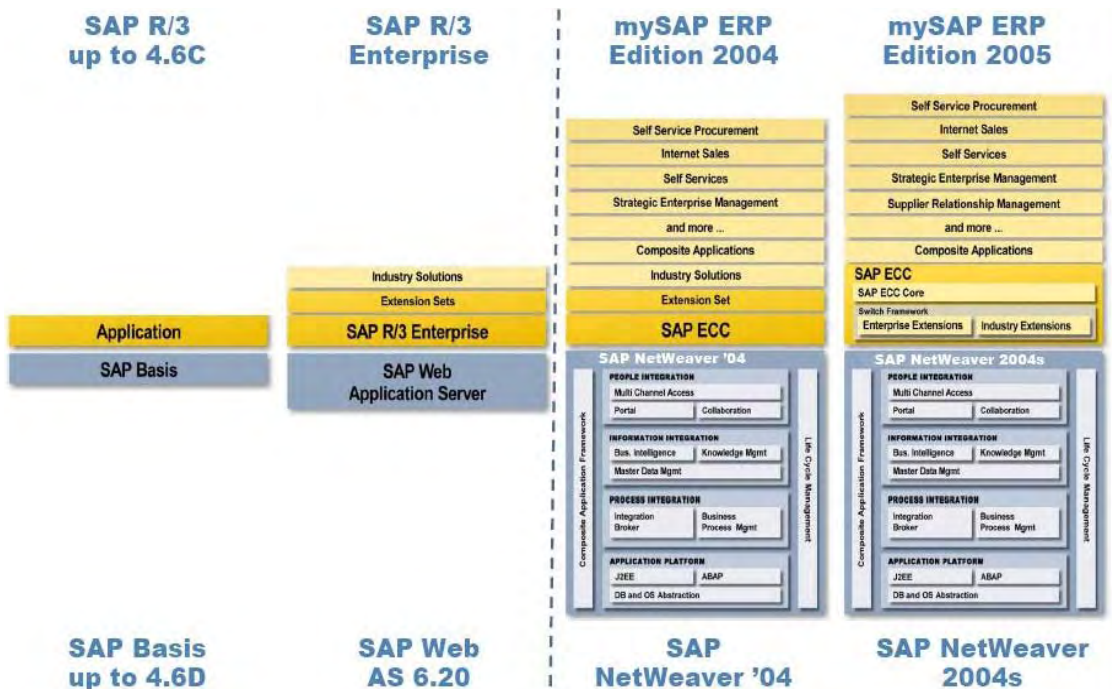 SAP R/3
up to 4.6C
SAP R/3
Enterprise
mySAP ERP
Edition 2004
mySAP ERP
Edition 2005
Application
SAP Basis
Industry Solutions
Extension Sets
SAP R/3 Enterprise
SAP Web
Application Server
Self Service Procurement
Internet Sales
Self Services
Strategic Enterprise Management
and more ...
Composite Applications
Industry Solutions
Extension Set
SAP ECC
SAP NetWeaver '04
Composite Application Framework
PEOPLE INTEGRATION
Multi Channel Access
Portal
Collaboration
INFORMATION INTEGRATION
Bus. Intelligence
Knowledge Mgmt
Master Data Mgmt
PROCESS INTEGRATION
Integration
Broker
Business
Process Mgmt
APPLICATION PLATFORM
J2EE
ABAP
DB and OS Abstraction
Life Cycle Management
Self Service Procurement
Internet Sales
Self Services
Strategic Enterprise Management
Supplier Relationship Management
and more ...
Composite Applications
SAP ECC
SAP ECC Core
Switch Framework
Enterprise Extensions
Industry Extensions
SAP NetWeaver 2004s
Composite Application Framework
PEOPLE INTEGRATION
Multi Channel Access
Portal
Collaboration
INFORMATION INTEGRATION
Bus. Intelligence
Knowledge Mgmt
Master Data Mgmt
PROCESS INTEGRATION
Integration
Broker
Business
Process Mgmt
APPLICATION PLATFORM
J2EE
ABAP
DB and OS Abstraction
Life Cycle Management
SAP Basis
up to 4.6D
SAP Web
AS 6.20
SAP
NetWeaver '04
SAP NetWeaver
2004s